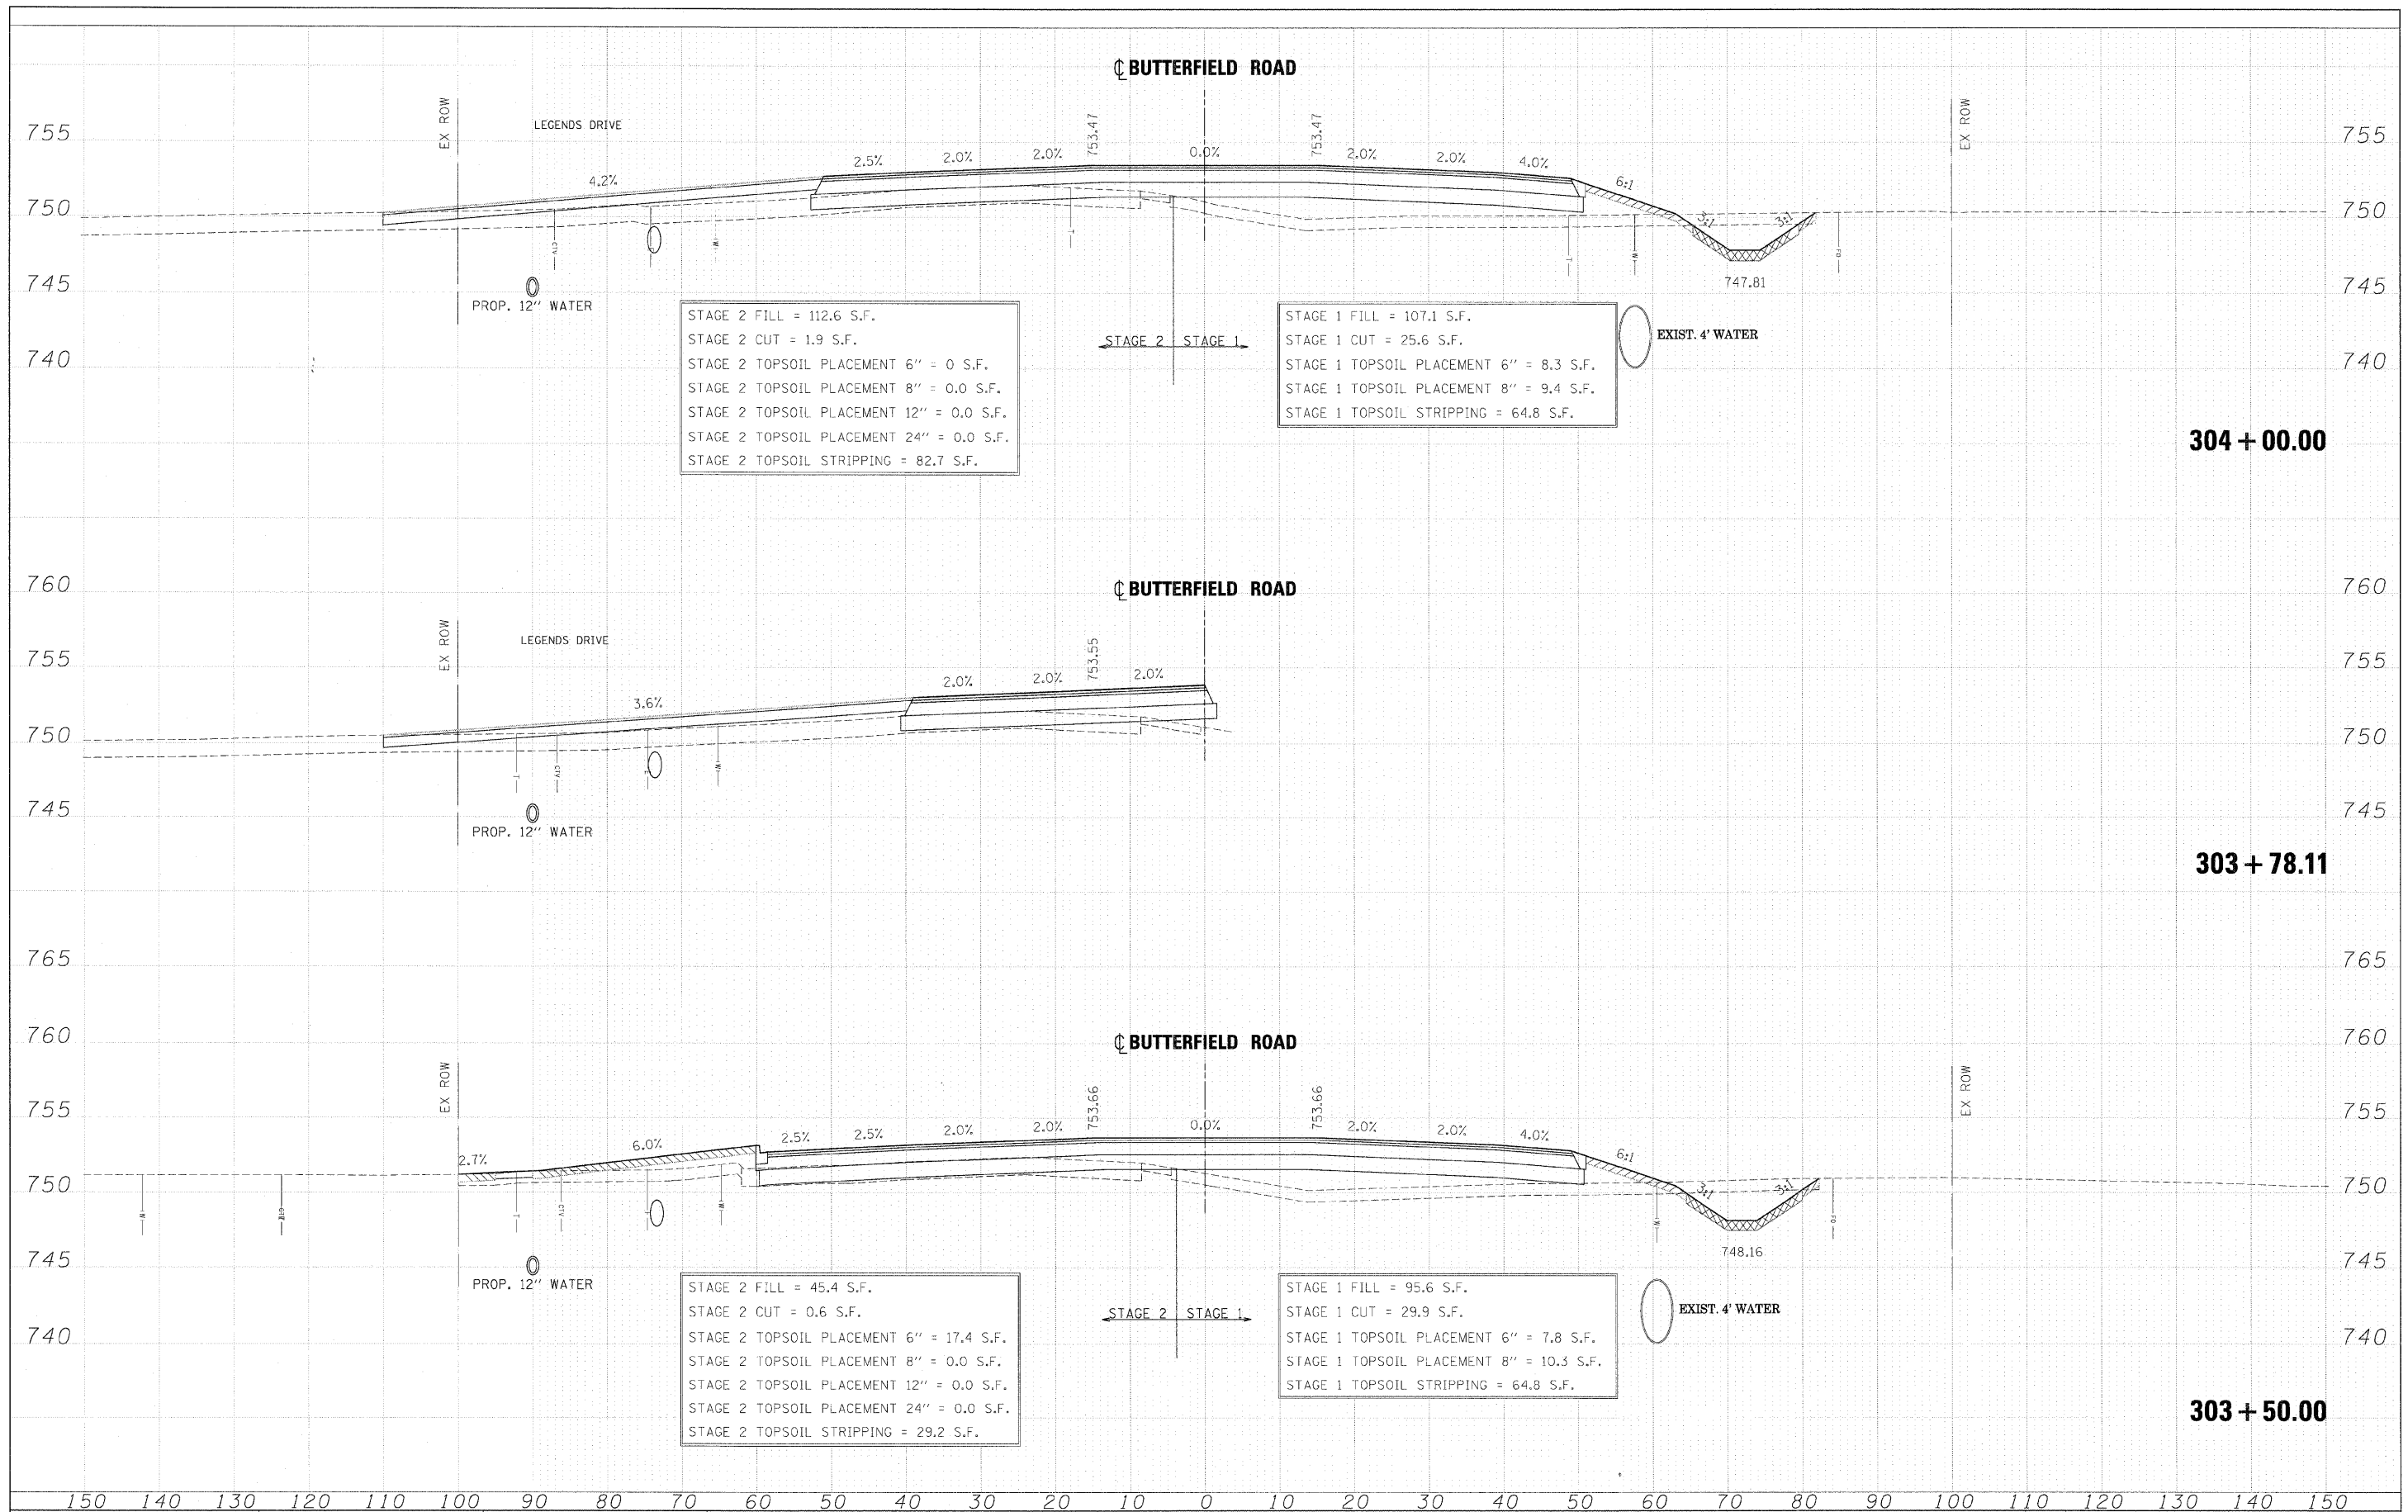 ℄ BUTTERFIELD ROAD
EX ROW
LEGENDS DRIVE
753.47
753.47
EX ROW
755
755
4.2%
2.5%
2.0%
2.0%
0.0%
2.0%
2.0%
4.0%
6:1
3:1
3:1
750
750
CTV
W
T
T
W
FO
747.81
745
745
PROP. 12" WATER
STAGE 2 FILL = 112.6 S.F.
STAGE 2 CUT = 1.9 S.F.
STAGE 2 TOPSOIL PLACEMENT 6" = 0 S.F.
STAGE 2 TOPSOIL PLACEMENT 8" = 0.0 S.F.
STAGE 2 TOPSOIL PLACEMENT 12" = 0.0 S.F.
STAGE 2 TOPSOIL PLACEMENT 24" = 0.0 S.F.
STAGE 2 TOPSOIL STRIPPING = 82.7 S.F.
STAGE 2
STAGE 1
STAGE 1 FILL = 107.1 S.F.
STAGE 1 CUT = 25.6 S.F.
STAGE 1 TOPSOIL PLACEMENT 6" = 8.3 S.F.
STAGE 1 TOPSOIL PLACEMENT 8" = 9.4 S.F.
STAGE 1 TOPSOIL STRIPPING = 64.8 S.F.
EXIST. 4' WATER
740
740
304 + 00.00
760
760
℄ BUTTERFIELD ROAD
EX ROW
LEGENDS DRIVE
753.55
755
755
3.6%
2.0%
2.0%
2.0%
750
750
T
CTV
W
745
745
PROP. 12" WATER
303 + 78.11
765
765
760
760
℄ BUTTERFIELD ROAD
EX ROW
753.66
753.66
EX ROW
755
755
2.7%
6.0%
2.5%
2.5%
2.0%
2.0%
0.0%
2.0%
2.0%
4.0%
6:1
3:1
3:1
750
750
W
T
CTV
W
W
FO
748.16
745
745
PROP. 12" WATER
STAGE 2 FILL = 45.4 S.F.
STAGE 2 CUT = 0.6 S.F.
STAGE 2 TOPSOIL PLACEMENT 6" = 17.4 S.F.
STAGE 2 TOPSOIL PLACEMENT 8" = 0.0 S.F.
STAGE 2 TOPSOIL PLACEMENT 12" = 0.0 S.F.
STAGE 2 TOPSOIL PLACEMENT 24" = 0.0 S.F.
STAGE 2 TOPSOIL STRIPPING = 29.2 S.F.
STAGE 2
STAGE 1
STAGE 1 FILL = 95.6 S.F.
STAGE 1 CUT = 29.9 S.F.
STAGE 1 TOPSOIL PLACEMENT 6" = 7.8 S.F.
STAGE 1 TOPSOIL PLACEMENT 8" = 10.3 S.F.
STAGE 1 TOPSOIL STRIPPING = 64.8 S.F.
EXIST. 4' WATER
740
740
303 + 50.00
150 140 130 120 110 100 90 80 70 60 50 40 30 20 10 0 10 20 30 40 50 60 70 80 90 100 110 120 130 140 150